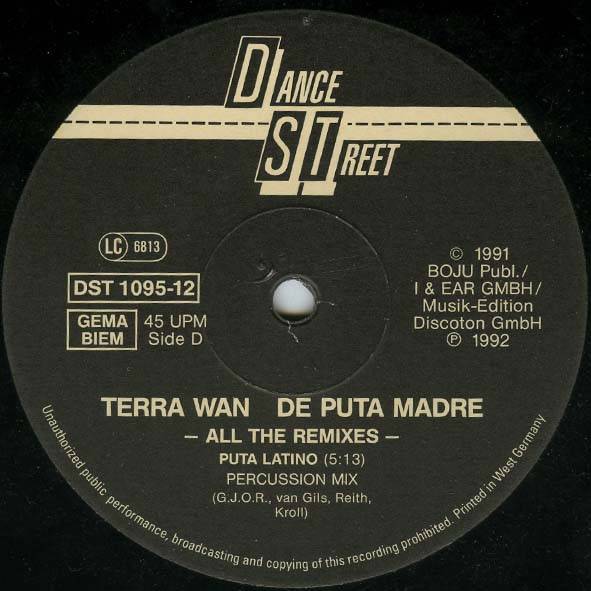 DANCE
STREET
LC 6813
DST 1095-12
GEMA
BIEM
45 UPM
Side D
© 1991
BOJU Publ./
I & EAR GMBH/
Musik-Edition
Discoton GmbH
℗ 1992
TERRA WAN DE PUTA MADRE
– ALL THE REMIXES –
PUTA LATINO (5:13)
PERCUSSION MIX
(G.J.O.R., van Gils, Reith,
Kroll)
Unauthorized public performance, broadcasting and copying of this recording prohibited. Printed in West Germany